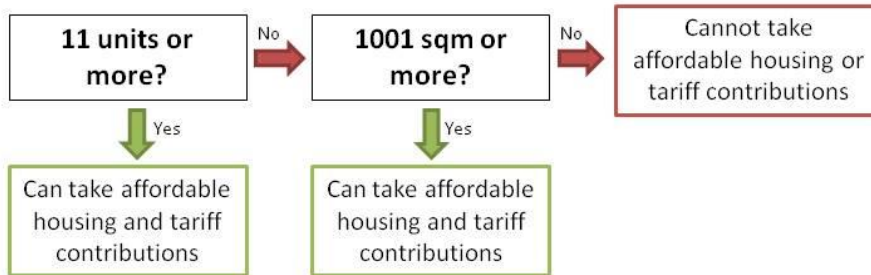 11 units or
more?
No
1001 sqm or
more?
No
Cannot take
affordable housing or
tariff contributions
Yes
Yes
Can take affordable
housing and tariff
contributions
Can take affordable
housing and tariff
contributions